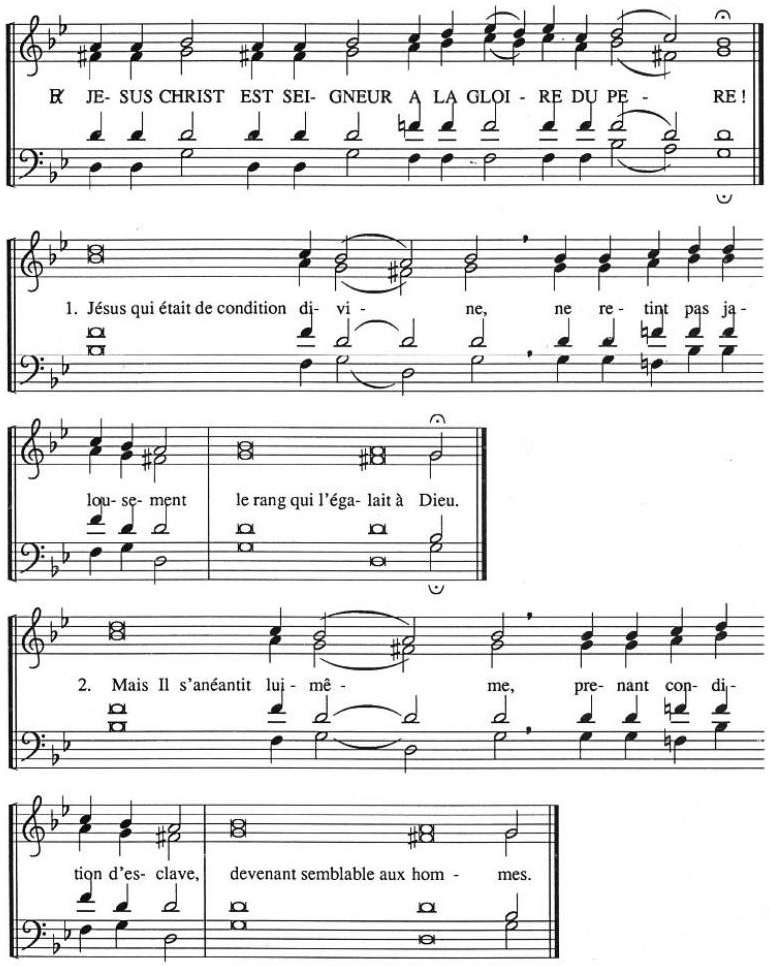 ℟ JE- SUS CHRIST EST SEI- GNEUR A LA GLOI - RE DU PE - RE !
1. Jésus qui était de condition di- vi - ne, ne re- tint pas ja-
lou- se- ment le rang qui l'éga- lait à Dieu.
2. Mais Il s'anéantit lui - mê - me, pre- nant con- di-
tion d'es- clave, devenant semblable aux hom - mes.